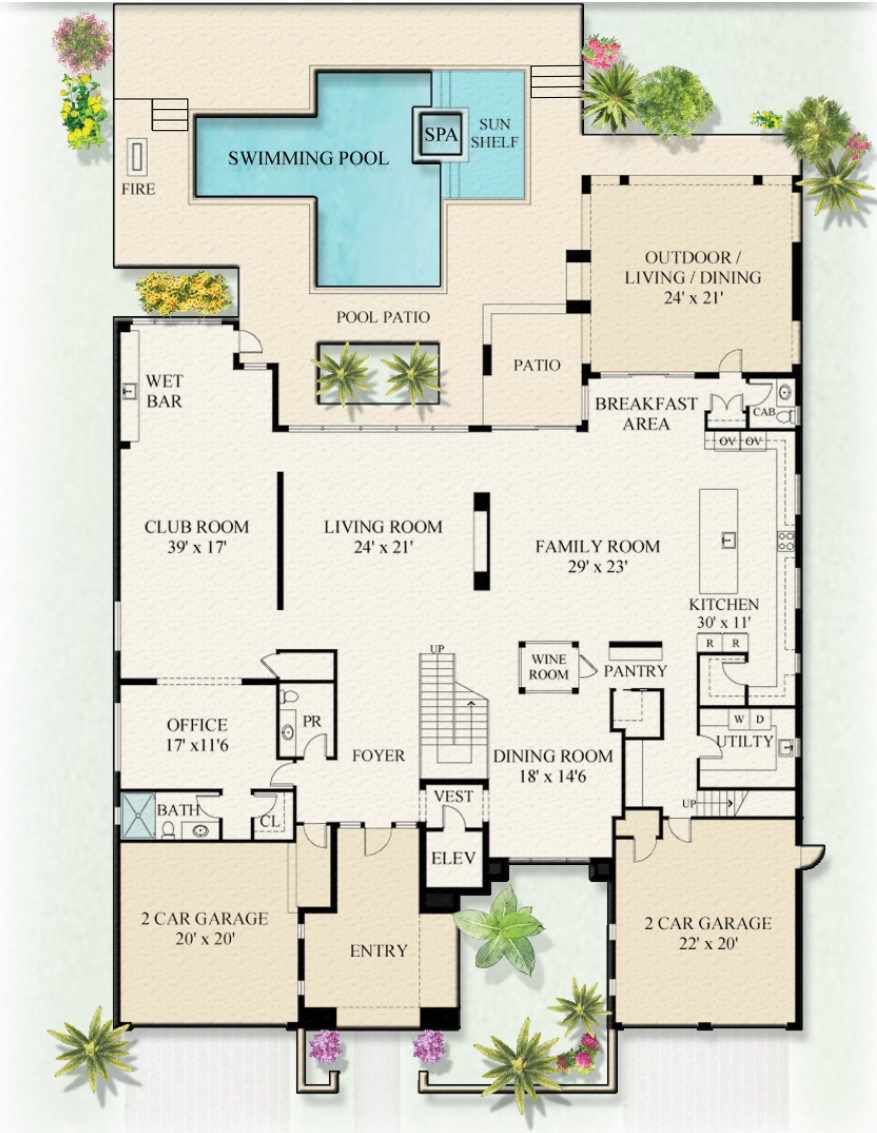 SWIMMING POOL
SPA
SUN
SHELF
FIRE
OUTDOOR /
LIVING / DINING
24' x 21'
POOL PATIO
PATIO
WET
BAR
BREAKFAST
AREA
CAB
OV OV
CLUB ROOM
39' x 17'
LIVING ROOM
24' x 21'
FAMILY ROOM
29' x 23'
KITCHEN
30' x 11'
R R
UP
WINE
ROOM
PANTRY
OFFICE
17' x11'6
PR
FOYER
W D
UTILTY
DINING ROOM
18' x 14'6
BATH
CL
VEST
UP
ELEV
2 CAR GARAGE
20' x 20'
ENTRY
2 CAR GARAGE
22' x 20'